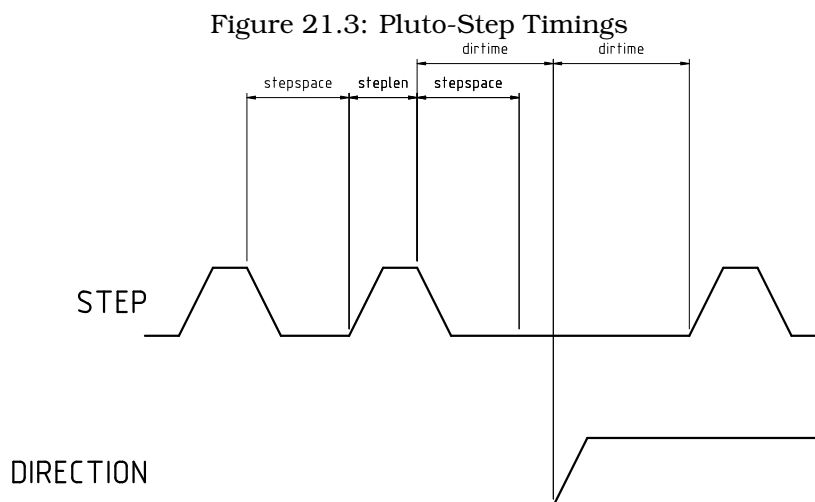 Figure 21.3: Pluto-Step Timings
dirtime dirtime
stepspace steplen stepspace
STEP
DIRECTION